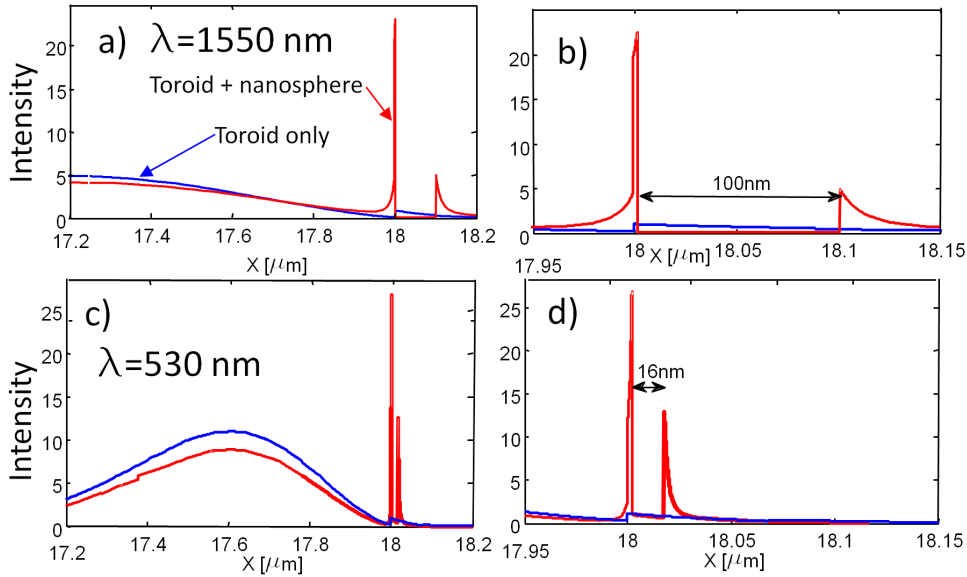 a) λ=1550 nm
Toroid + nanosphere
Toroid only
Intensity
20
15
10
5
0
17.2 17.4 17.6 17.8 18 18.2
X [μm]
b)
100nm
20
15
10
5
0
17.95 18 18.05 18.1 18.15
X [μm]
c)
λ=530 nm
Intensity
25
20
15
10
5
0
17.2 17.4 17.6 17.8 18 18.2
X [μm]
d)
16nm
25
20
15
10
5
0
17.95 18 18.05 18.1 18.15
X [μm]